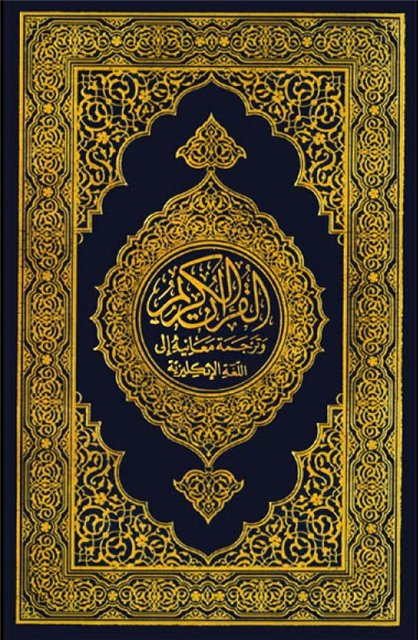 القرآن الكريم
وترجمة معانيه إلى
اللغة الإنكليزية